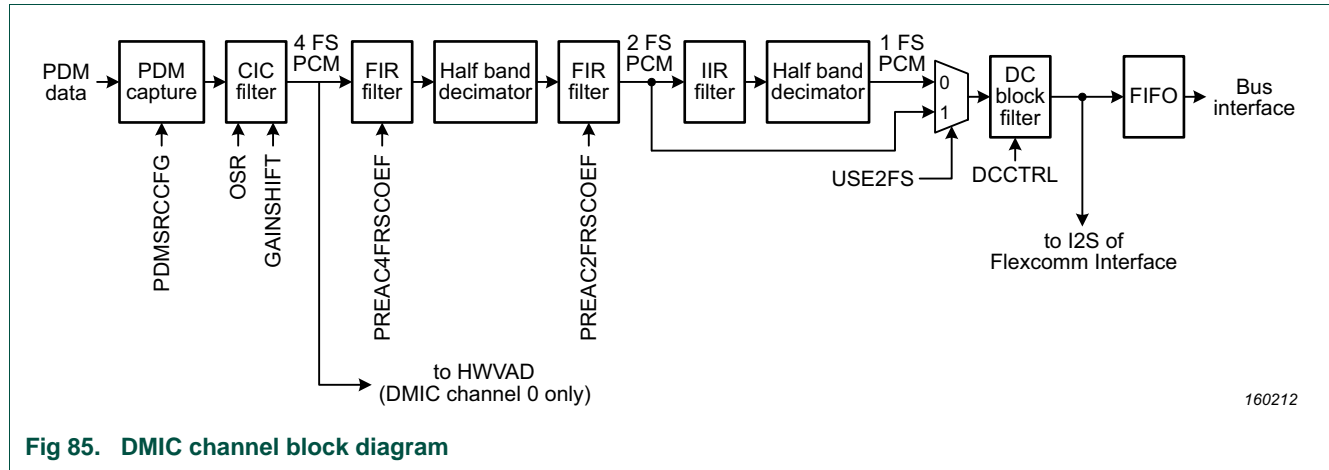 PDM
data
PDM
capture
CIC
filter
4 FS
PCM
FIR
filter
Half band
decimator
FIR
filter
2 FS
PCM
IIR
filter
Half band
decimator
1 FS
PCM
0
1
DC
block
filter
FIFO
Bus
interface
PDMSRCCFG
OSR
GAINSHIFT
PREAC4FRSCOEF
PREAC2FRSCOEF
USE2FS
DCCTRL
to I2S of
Flexcomm Interface
to HWVAD
(DMIC channel 0 only)
160212
Fig 85. DMIC channel block diagram